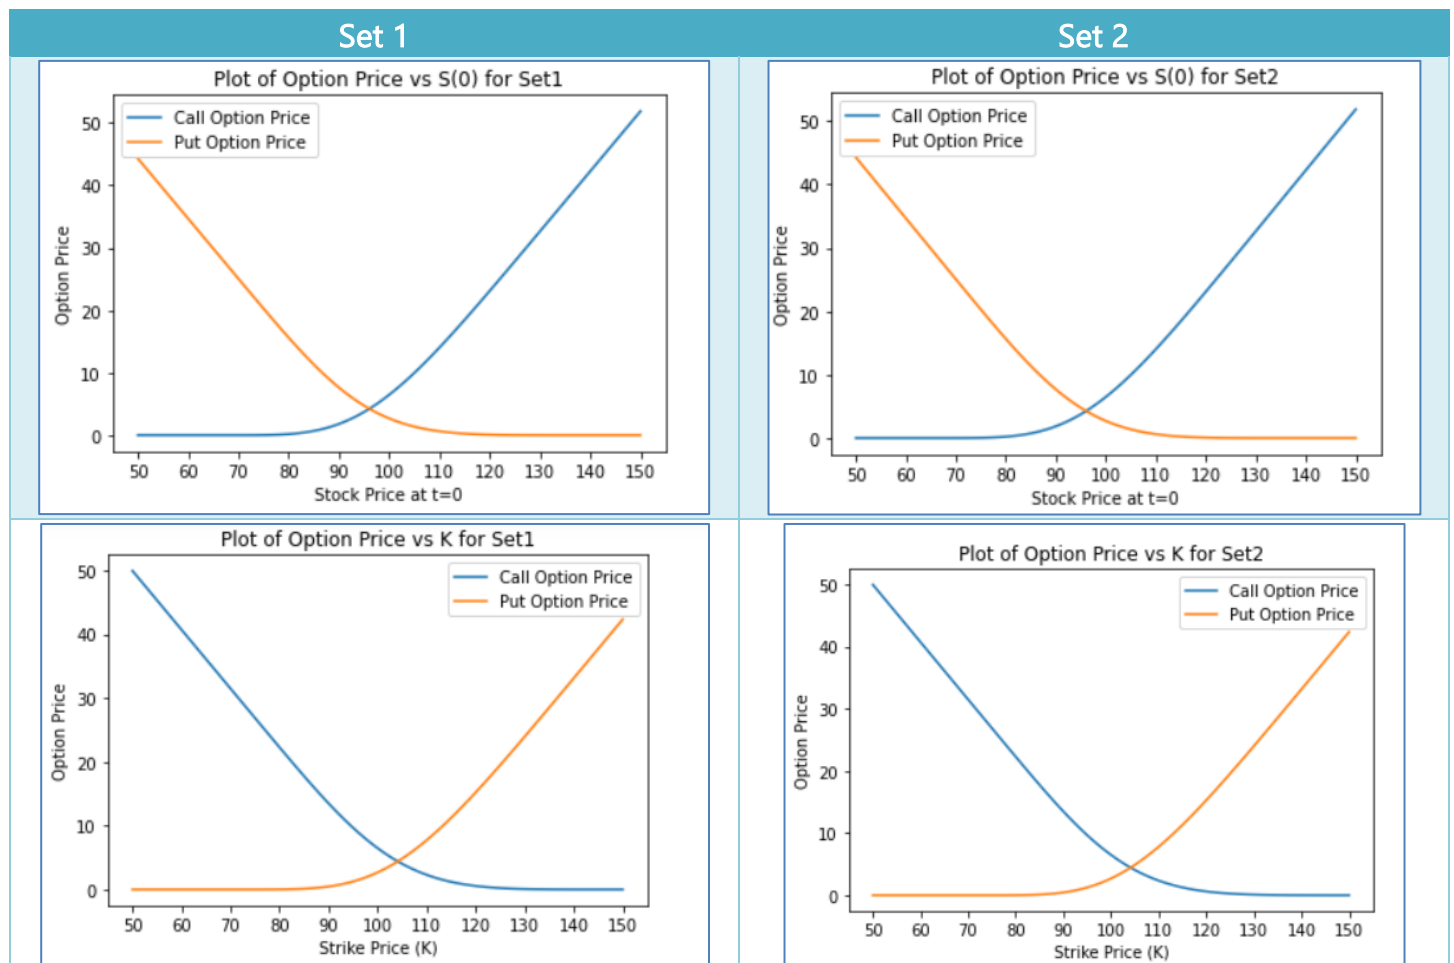 Set 1
Set 2
Plot of Option Price vs S(0) for Set1
Call Option Price
Put Option Price
50
40
30
20
10
0
Option Price
50 60 70 80 90 100 110 120 130 140 150
Stock Price at t=0
Plot of Option Price vs S(0) for Set2
Call Option Price
Put Option Price
50
40
30
20
10
0
Option Price
50 60 70 80 90 100 110 120 130 140 150
Stock Price at t=0
Plot of Option Price vs K for Set1
Call Option Price
Put Option Price
50
40
30
20
10
0
Option Price
50 60 70 80 90 100 110 120 130 140 150
Strike Price (K)
Plot of Option Price vs K for Set2
Call Option Price
Put Option Price
50
40
30
20
10
0
Option Price
50 60 70 80 90 100 110 120 130 140 150
Strike Price (K)